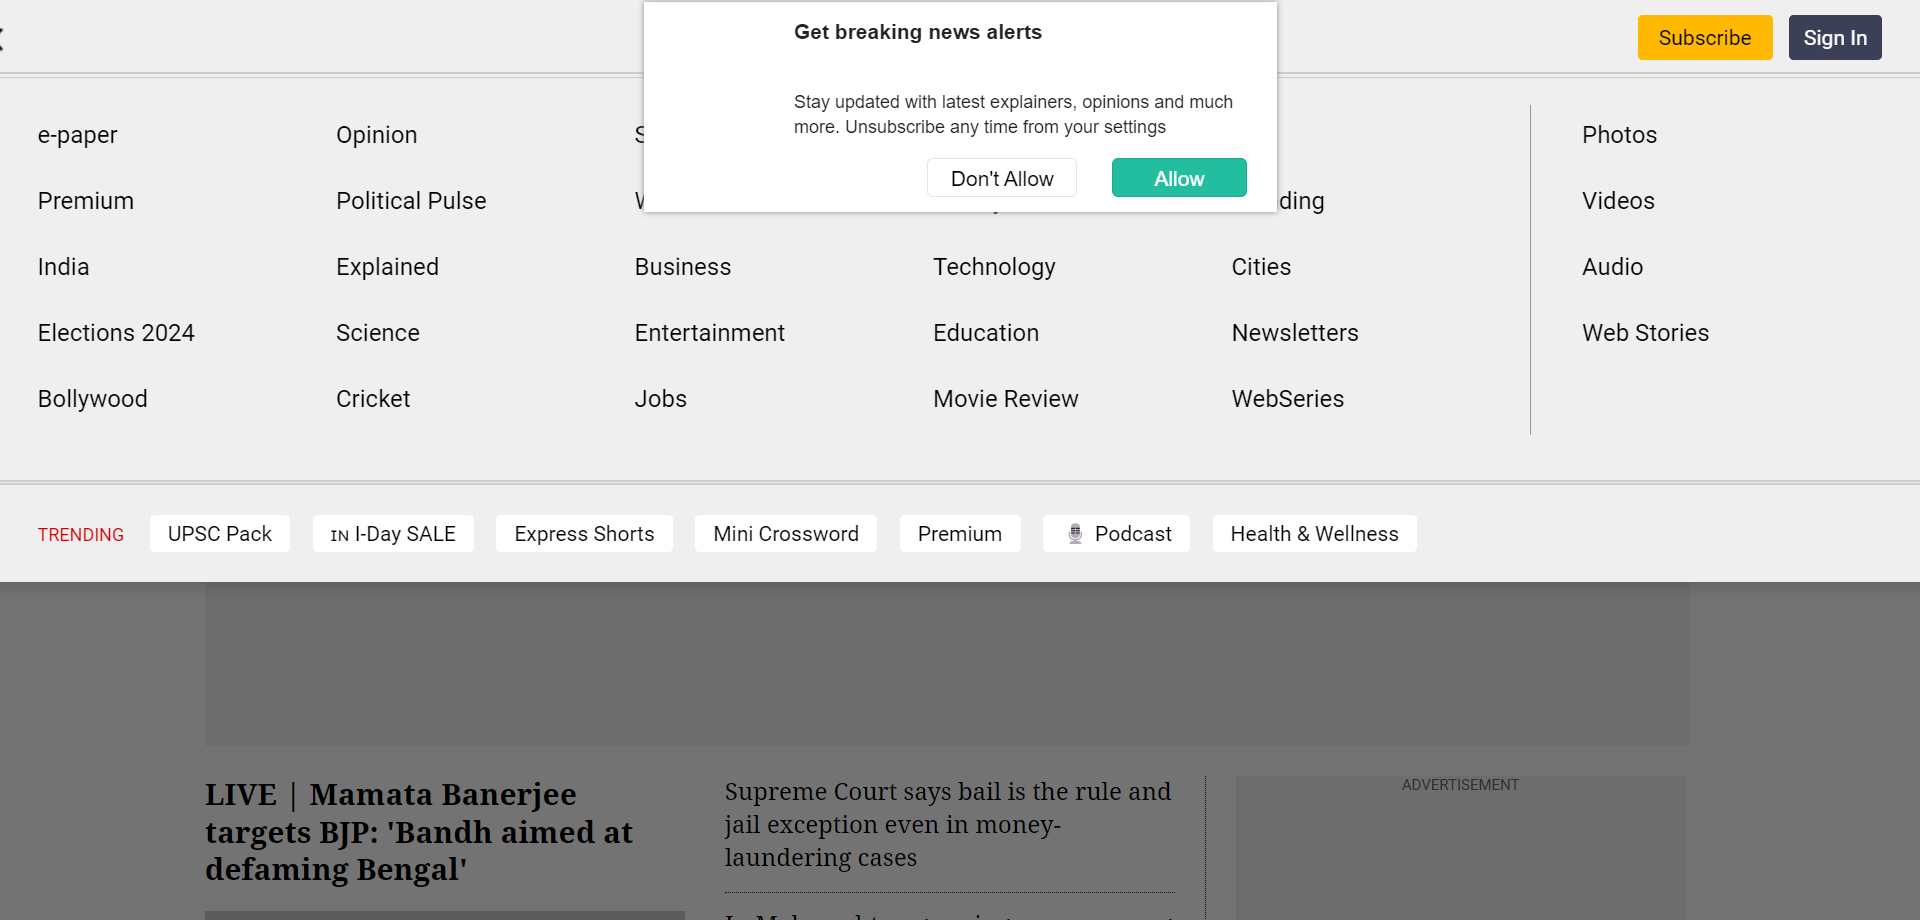 Get breaking news alerts
Stay updated with latest explainers, opinions and much
more. Unsubscribe any time from your settings
Don't Allow
Allow
Subscribe
Sign In
e-paper
Opinion
Photos
Premium
Political Pulse
Videos
India
Explained
Business
Technology
Cities
Audio
Elections 2024
Science
Entertainment
Education
Newsletters
Web Stories
Bollywood
Cricket
Jobs
Movie Review
WebSeries
TRENDING
UPSC Pack
IN I-Day SALE
Express Shorts
Mini Crossword
Premium
Podcast
Health & Wellness
LIVE | Mamata Banerjee
targets BJP: 'Bandh aimed at
defaming Bengal'
Supreme Court says bail is the rule and
jail exception even in money-
laundering cases
ADVERTISEMENT